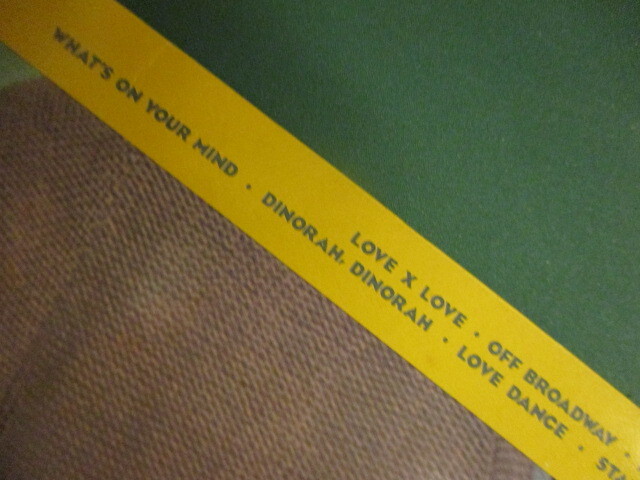 LOVE X LOVE · OFF BROADWAY ·
WHAT'S ON YOUR MIND · DINORAH, DINORAH · LOVE DANCE ·